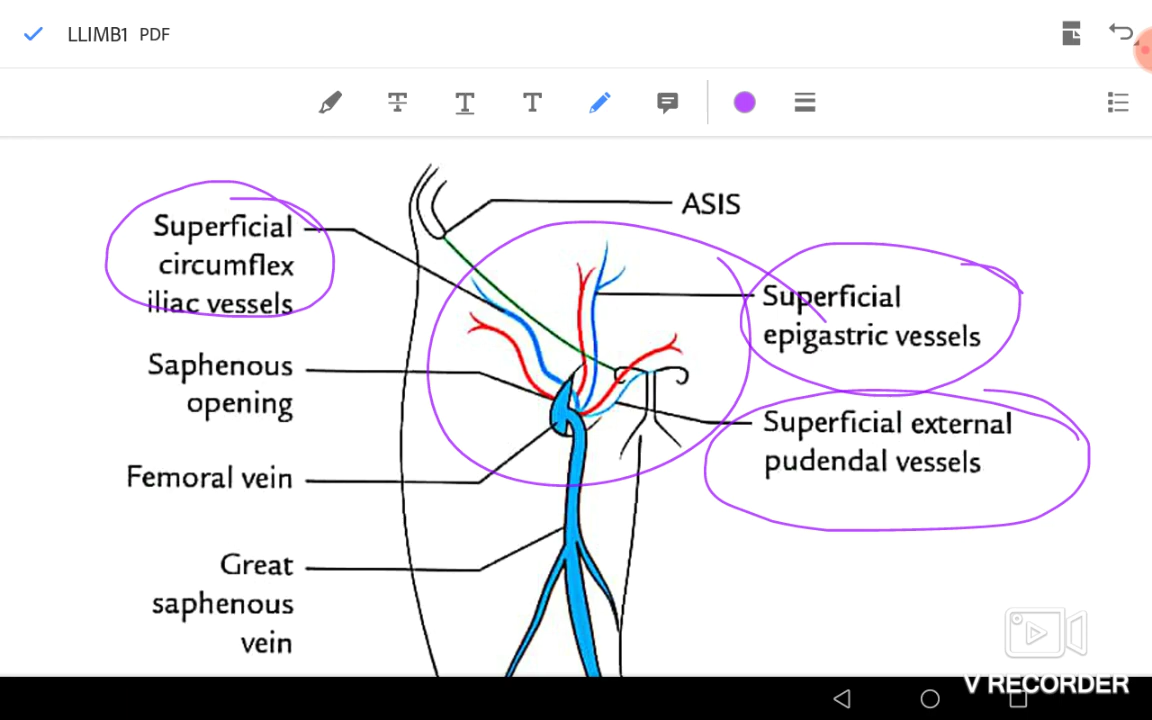 LLIMB1 PDF
ASIS
Superficial
circumflex
iliac vessels
Superficial
epigastric vessels
Saphenous
opening
Superficial external
pudendal vessels
Femoral vein
Great
saphenous
vein
V RECORDER